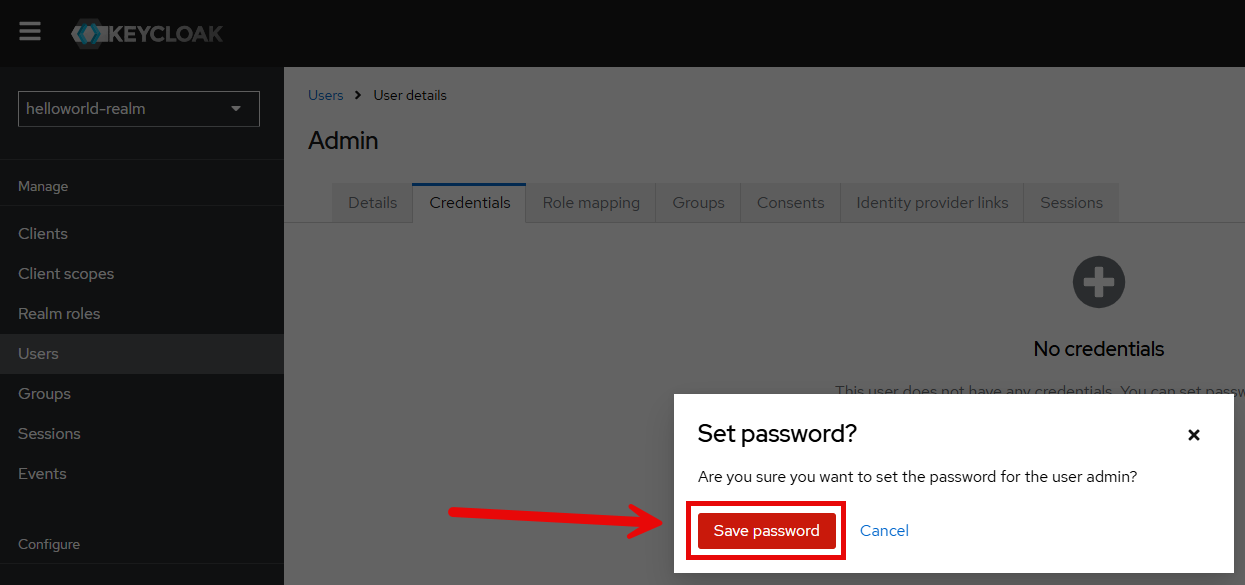 KEYCLOAK
helloworld-realm
Manage
Clients
Client scopes
Realm roles
Users
Groups
Sessions
Events
Configure
Users > User details
Admin
Details Credentials Role mapping Groups Consents Identity provider links Sessions
No credentials
This user does not have any credentials. You can set passw
Set password?
Are you sure you want to set the password for the user admin?
Save password Cancel